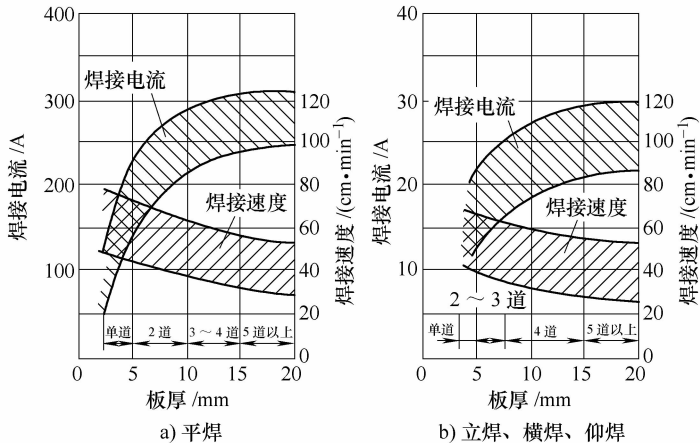 400
300
200
100
焊接电流 /A
焊接电流
焊接速度
120
100
80
60
40
20
0
焊接速度 /(cm•min⁻¹)
单道
2 道
3～4 道
5 道以上
0
5
10
15
20
板厚 /mm
a) 平焊
40
30
20
10
焊接电流 /A
焊接电流
焊接速度
120
100
80
60
40
20
0
焊接速度 /(cm•min⁻¹)
2～3 道
单道
4 道
5 道以上
0
5
10
15
20
板厚 /mm
b) 立焊、横焊、仰焊